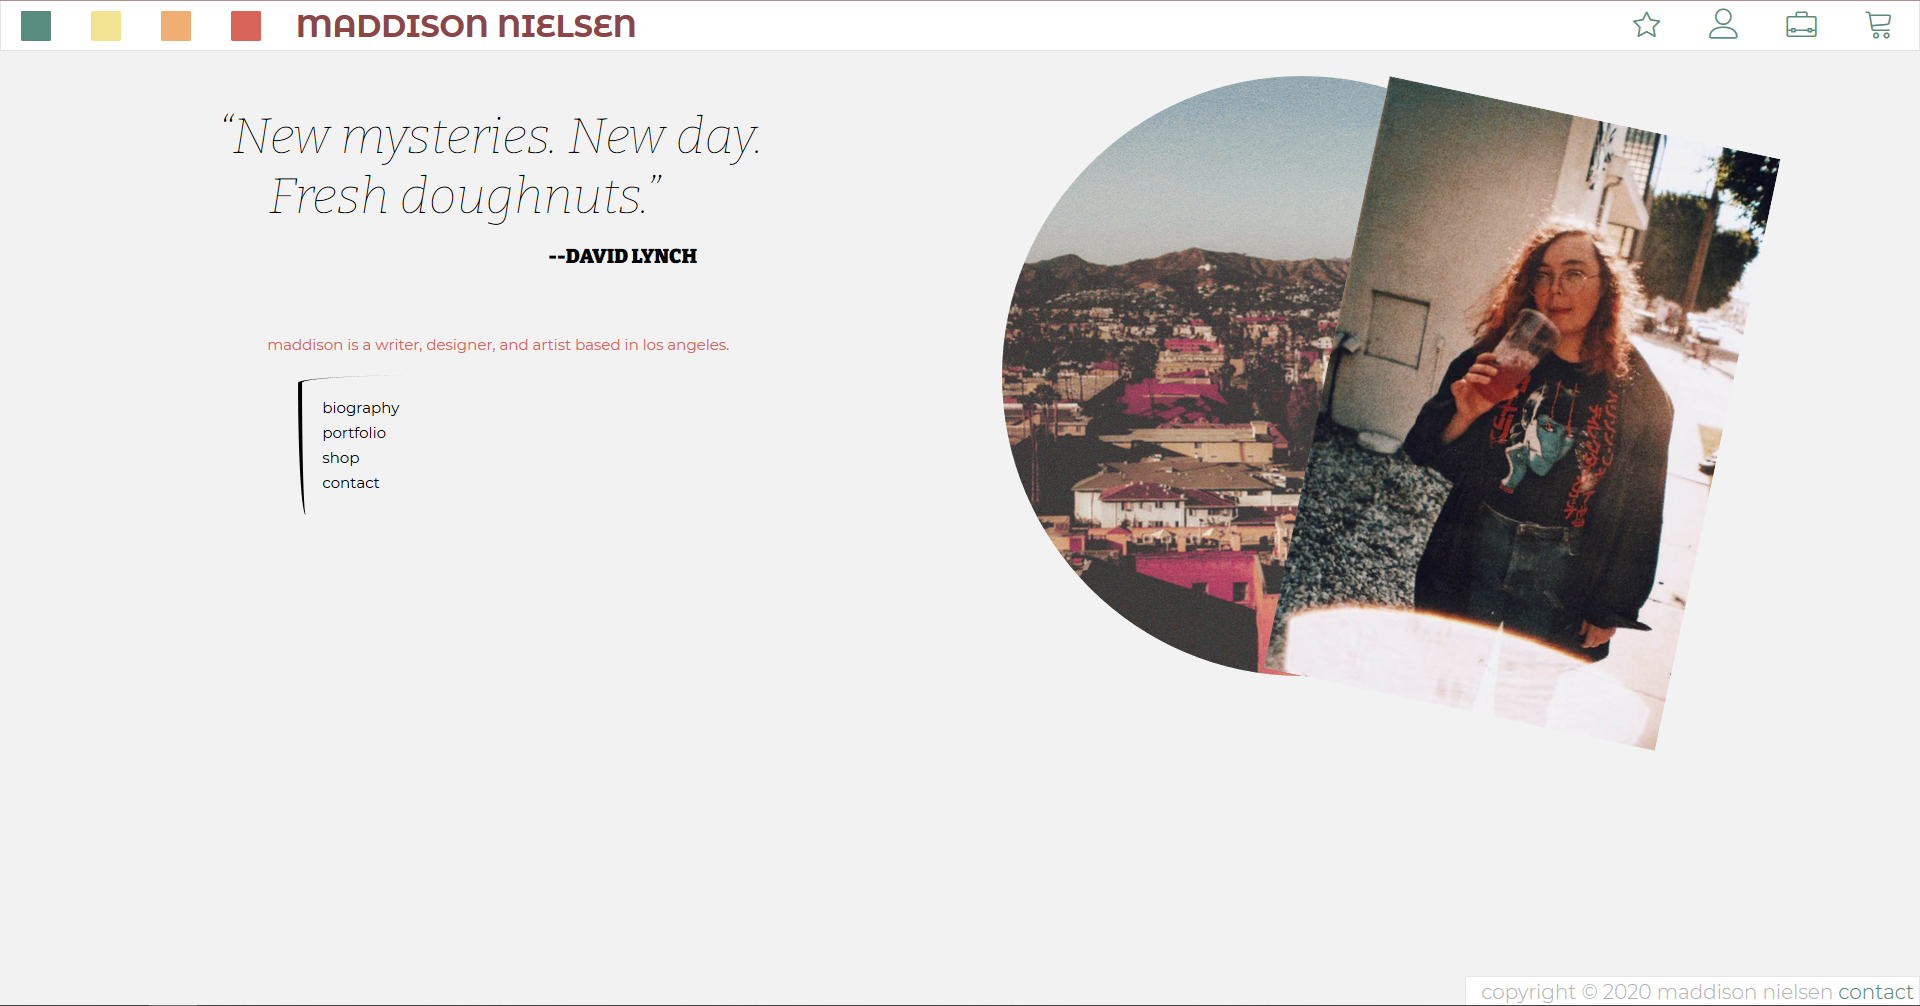 MADDISON NIELSEN
“New mysteries. New day.
Fresh doughnuts.”
--DAVID LYNCH
maddison is a writer, designer, and artist based in los angeles.
biography
portfolio
shop
contact
copyright © 2020 maddison nielsen contact